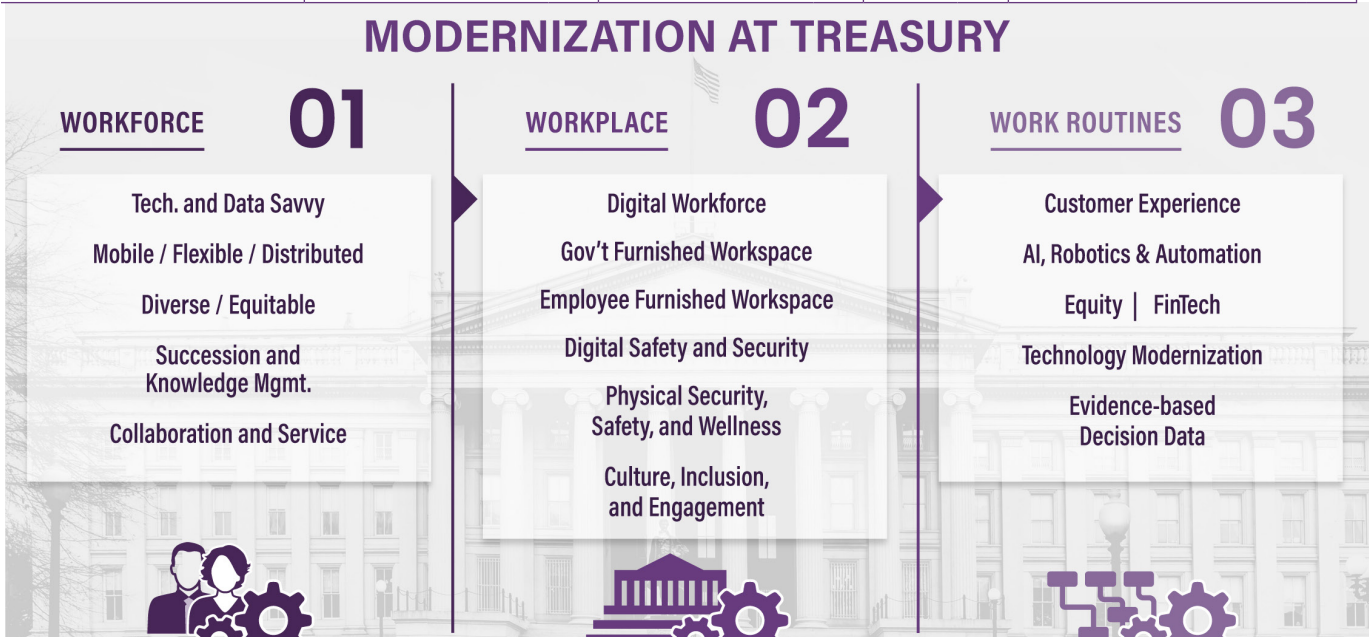 MODERNIZATION AT TREASURY
WORKFORCE 01
Tech. and Data Savvy
Mobile / Flexible / Distributed
Diverse / Equitable
Succession and
Knowledge Mgmt.
Collaboration and Service
WORKPLACE 02
Digital Workforce
Gov't Furnished Workspace
Employee Furnished Workspace
Digital Safety and Security
Physical Security,
Safety, and Wellness
Culture, Inclusion,
and Engagement
WORK ROUTINES 03
Customer Experience
AI, Robotics & Automation
Equity | FinTech
Technology Modernization
Evidence-based
Decision Data